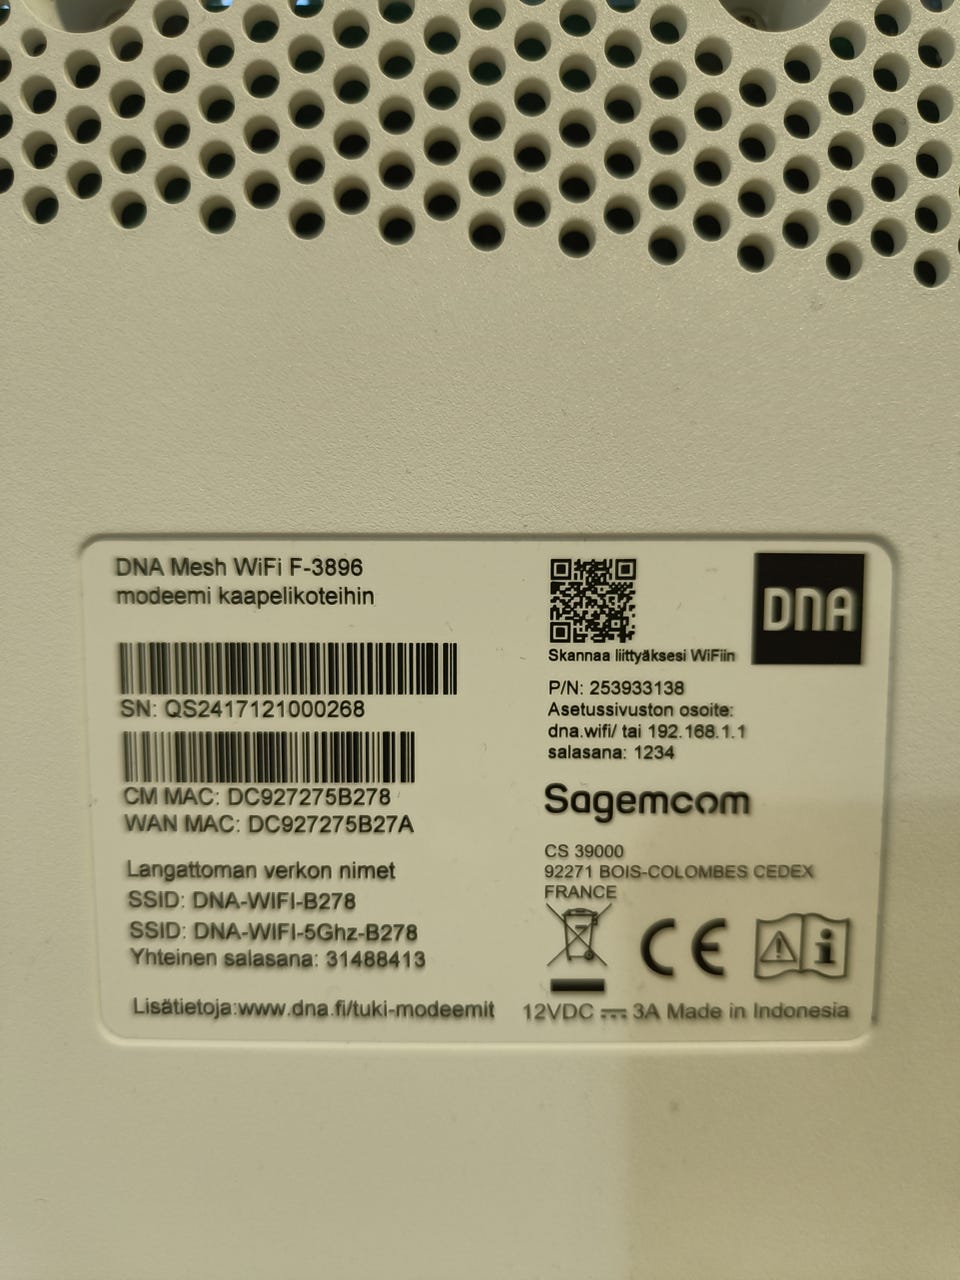 DNA Mesh WiFi F-3896
modeemi kaapelikoteihin
SN: QS2417121000268
CM MAC: DC927275B278
WAN MAC: DC927275B27A
Langattoman verkon nimet
SSID: DNA-WIFI-B278
SSID: DNA-WIFI-5Ghz-B278
Yhteinen salasana: 31488413
Lisätietoja:www.dna.fi/tuki-modeemit
DNA
Skannaa liittyäksesi WiFiin
P/N: 253933138
Asetussivuston osoite:
dna.wifi/ tai 192.168.1.1
salasana: 1234
Sagemcom
CS 39000
92271 BOIS-COLOMBES CEDEX
FRANCE
CE
12VDC ⎓ 3A Made in Indonesia